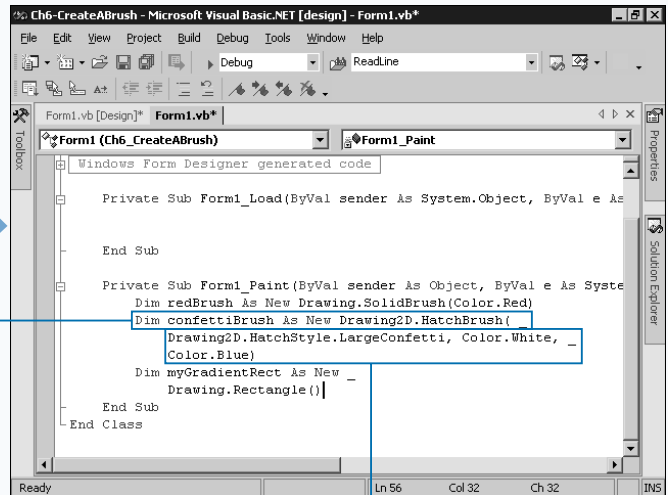 Ch6-CreateABrush - Microsoft Visual Basic.NET [design] - Form1.vb*
File Edit View Project Build Debug Tools Window Help
Debug ReadLine
Form1.vb [Design]* Form1.vb*
Form1 (Ch6_CreateABrush) Form1_Paint
Toolbox
Properties
Solution Explorer
Windows Form Designer generated code
Private Sub Form1_Load(ByVal sender As System.Object, ByVal e As
End Sub
Private Sub Form1_Paint(ByVal sender As Object, ByVal e As Syste
Dim redBrush As New Drawing.SolidBrush(Color.Red)
Dim confettiBrush As New Drawing2D.HatchBrush( _
Drawing2D.HatchStyle.LargeConfetti, Color.White, _
Color.Blue)
Dim myGradientRect As New _
Drawing.Rectangle()
End Sub
End Class
Ready Ln 56 Col 32 Ch 32 INS